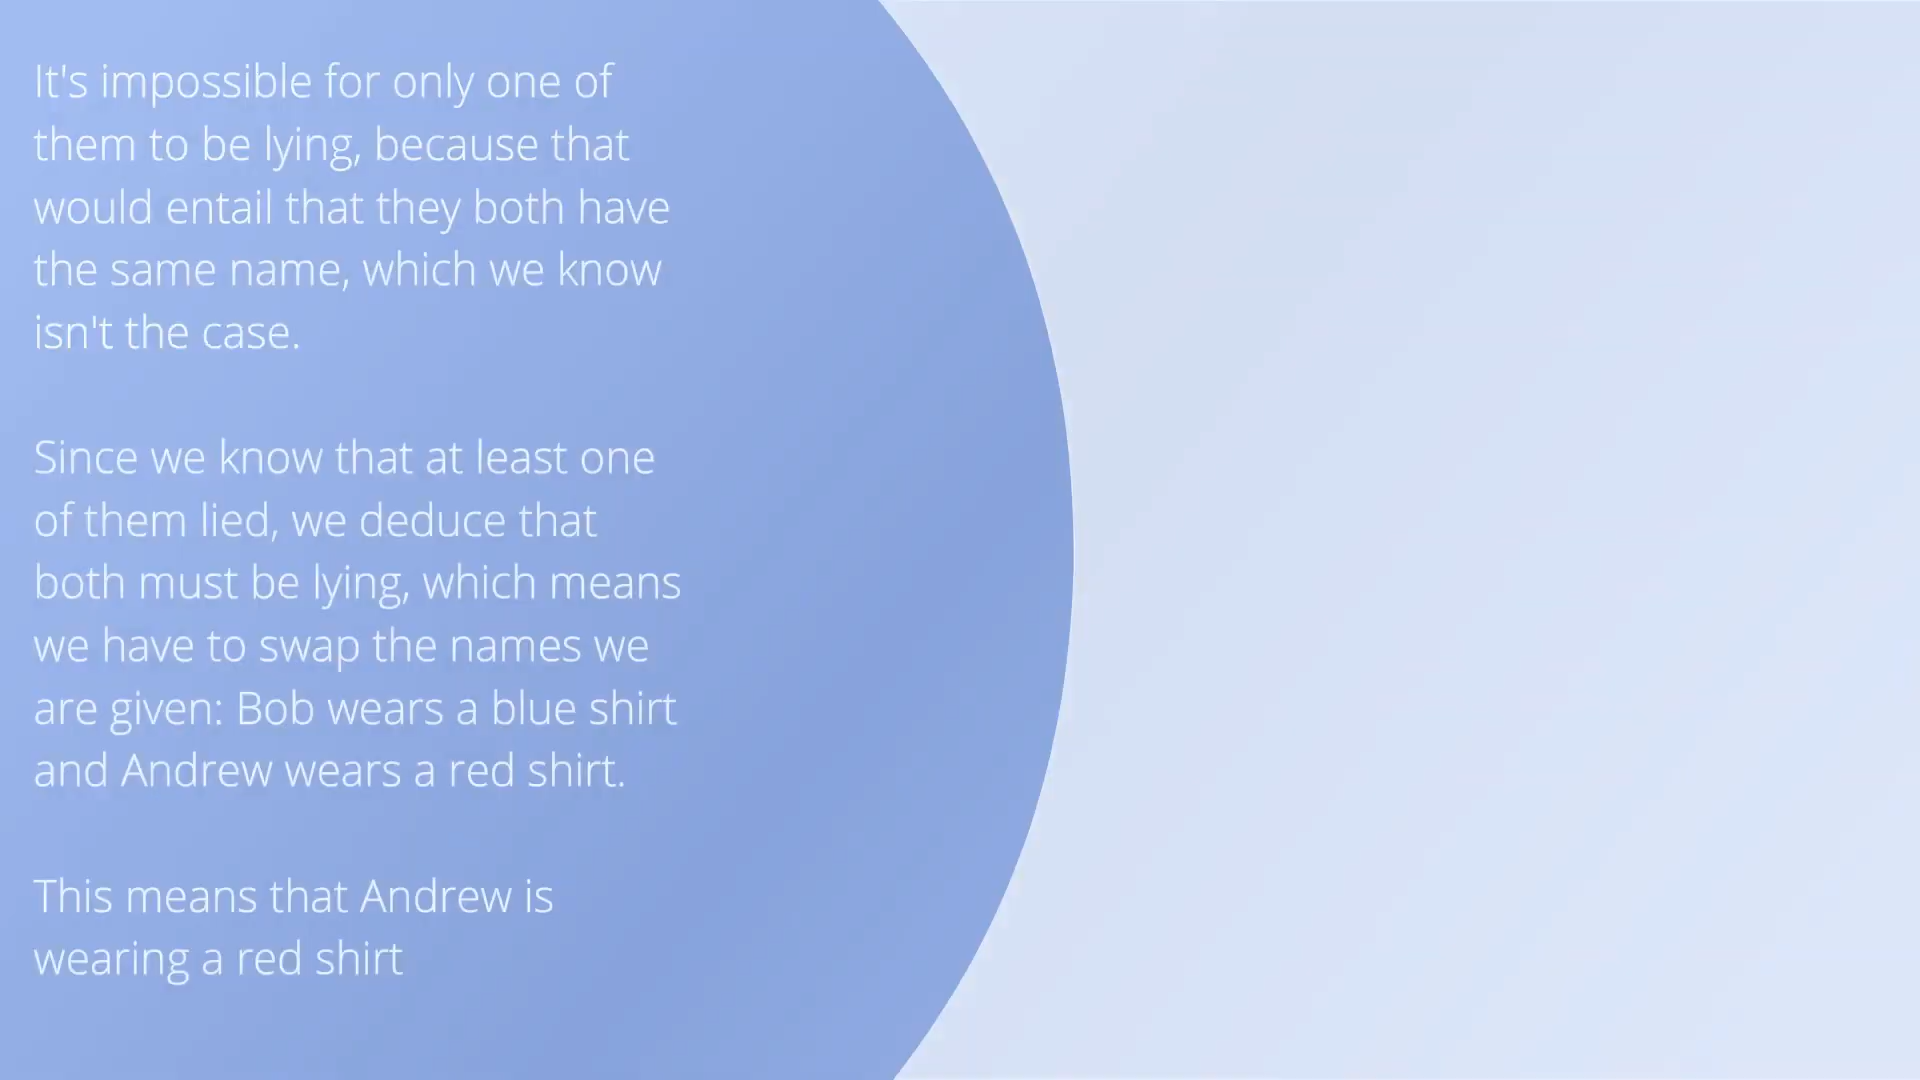 It's impossible for only one of
them to be lying, because that
would entail that they both have
the same name, which we know
isn't the case.
Since we know that at least one
of them lied, we deduce that
both must be lying, which means
we have to swap the names we
are given: Bob wears a blue shirt
and Andrew wears a red shirt.
This means that Andrew is
wearing a red shirt